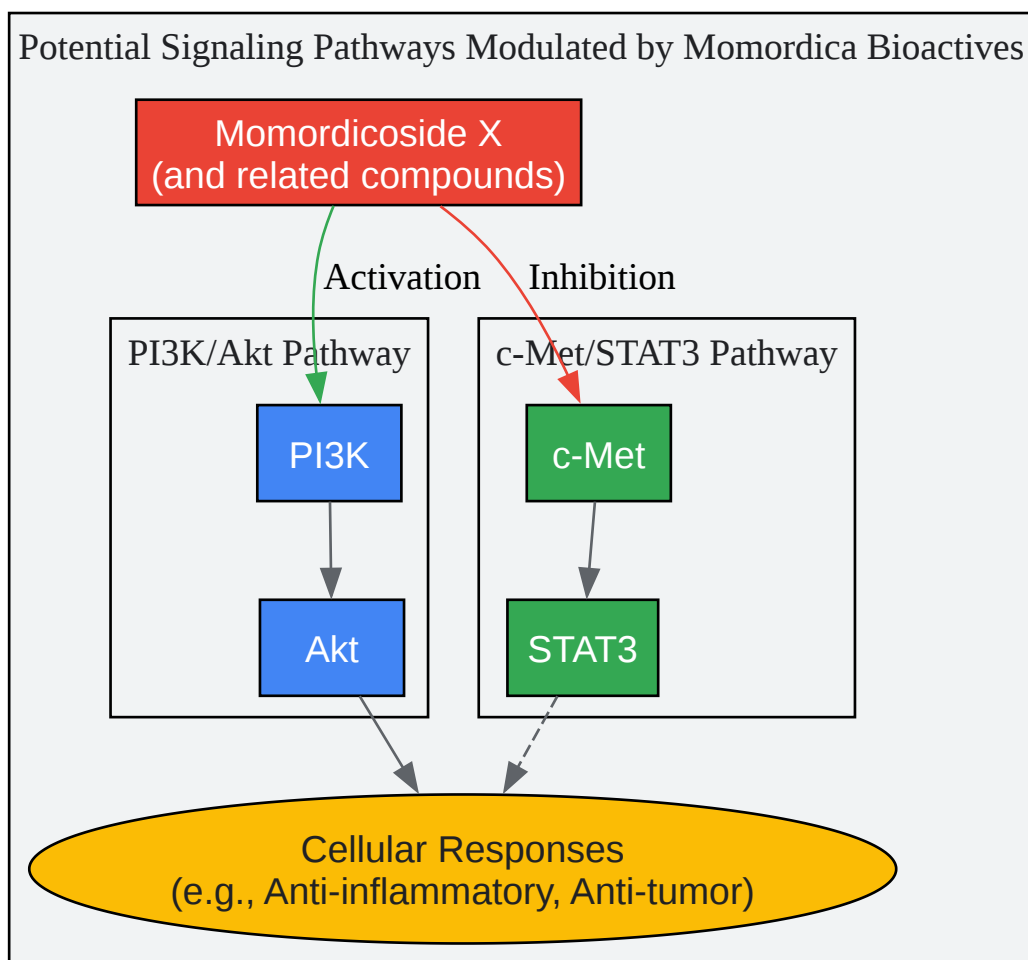 Potential Signaling Pathways Modulated by Momordica Bioactives
Momordicoside X
(and related compounds)
Activation
Inhibition
PI3K/Akt Pathway
c-Met/STAT3 Pathway
PI3K
c-Met
Akt
STAT3
Cellular Responses
(e.g., Anti-inflammatory, Anti-tumor)